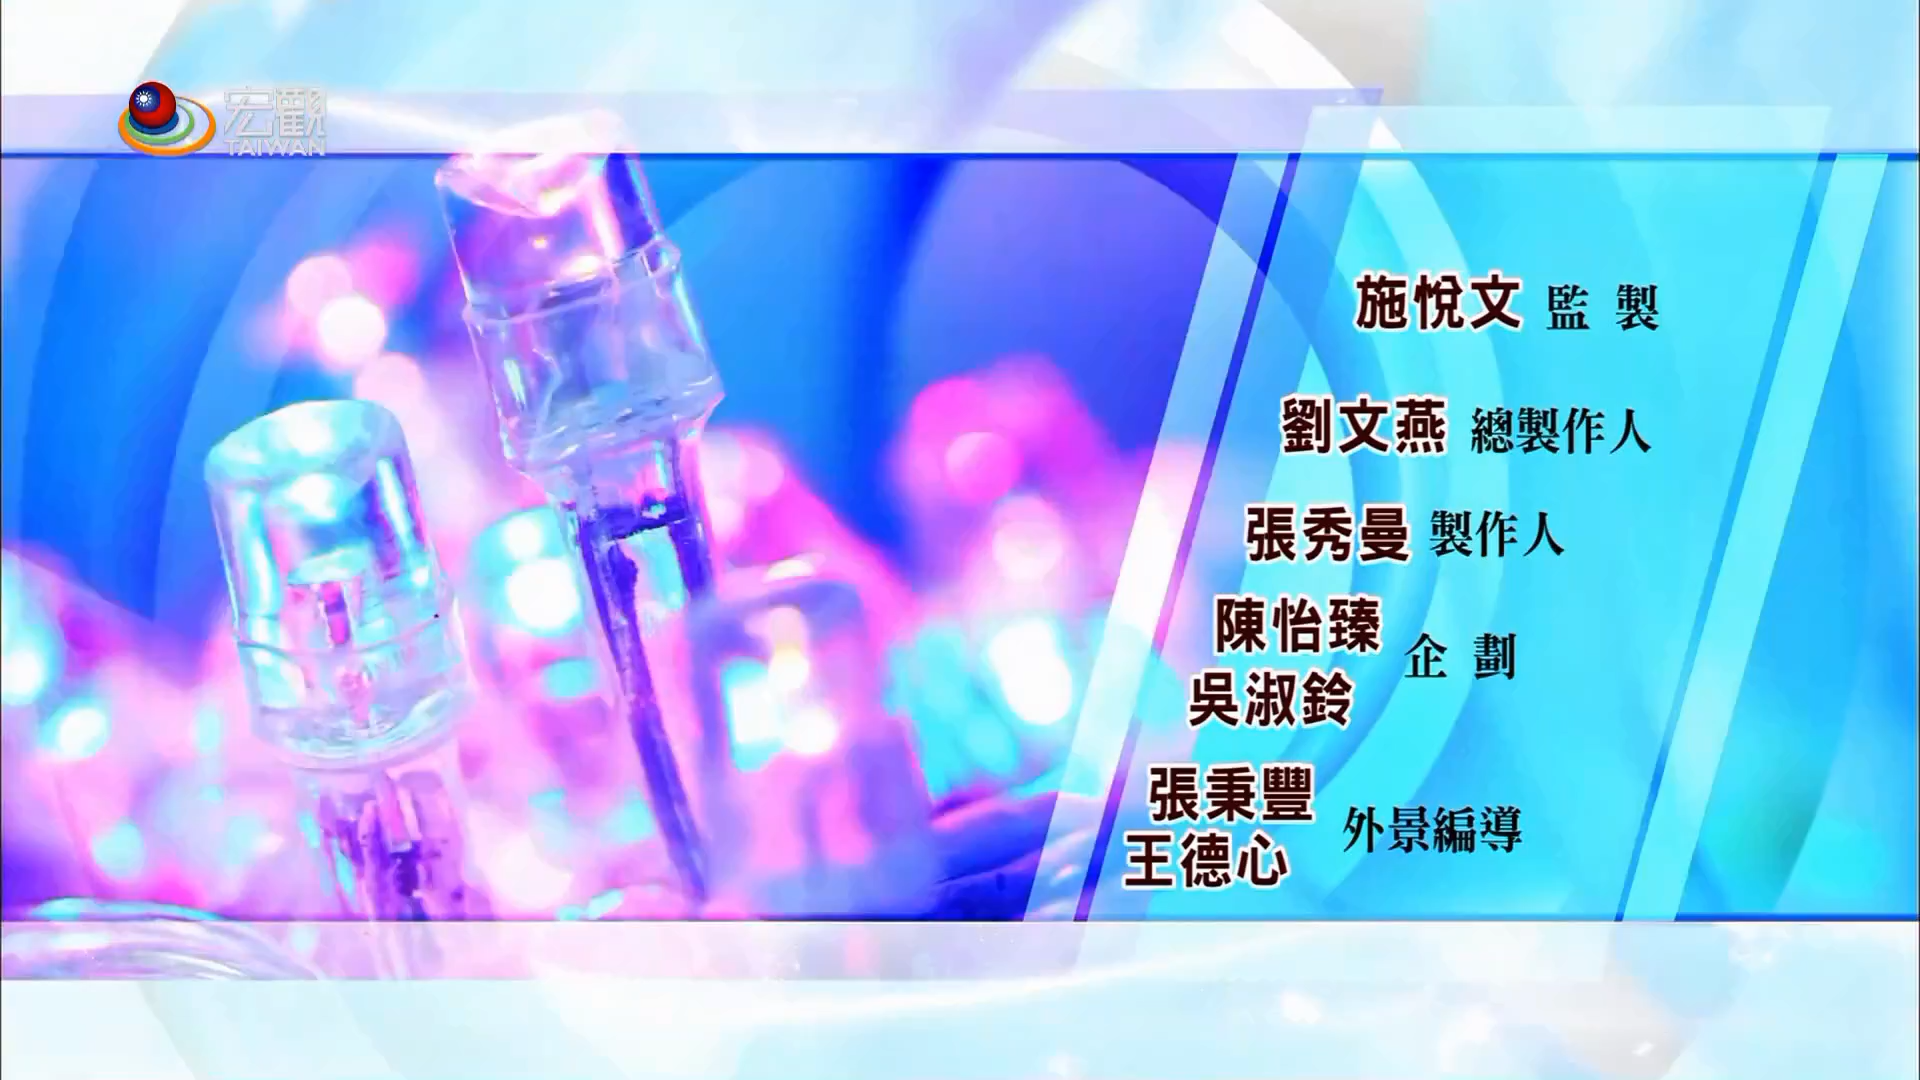 宏觀
TAIWAN
施悅文 監製
劉文燕 總製作人
張秀曼 製作人
陳怡臻
吳淑鈴
企劃
張秉豐
王德心
外景編導